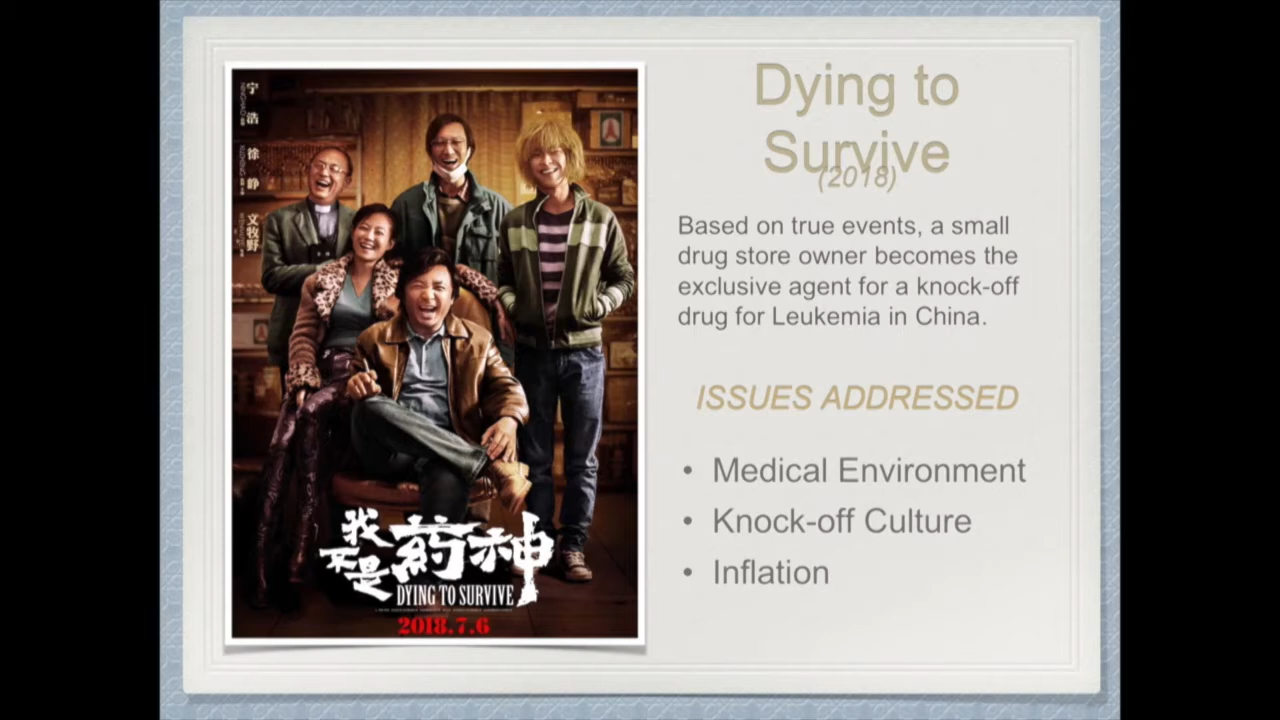 宁浩
徐峥
文牧野
我不是药神
DYING TO SURVIVE
2018.7.6
Dying to
Survive
(2018)
Based on true events, a small
drug store owner becomes the
exclusive agent for a knock-off
drug for Leukemia in China.
ISSUES ADDRESSED
• Medical Environment
• Knock-off Culture
• Inflation